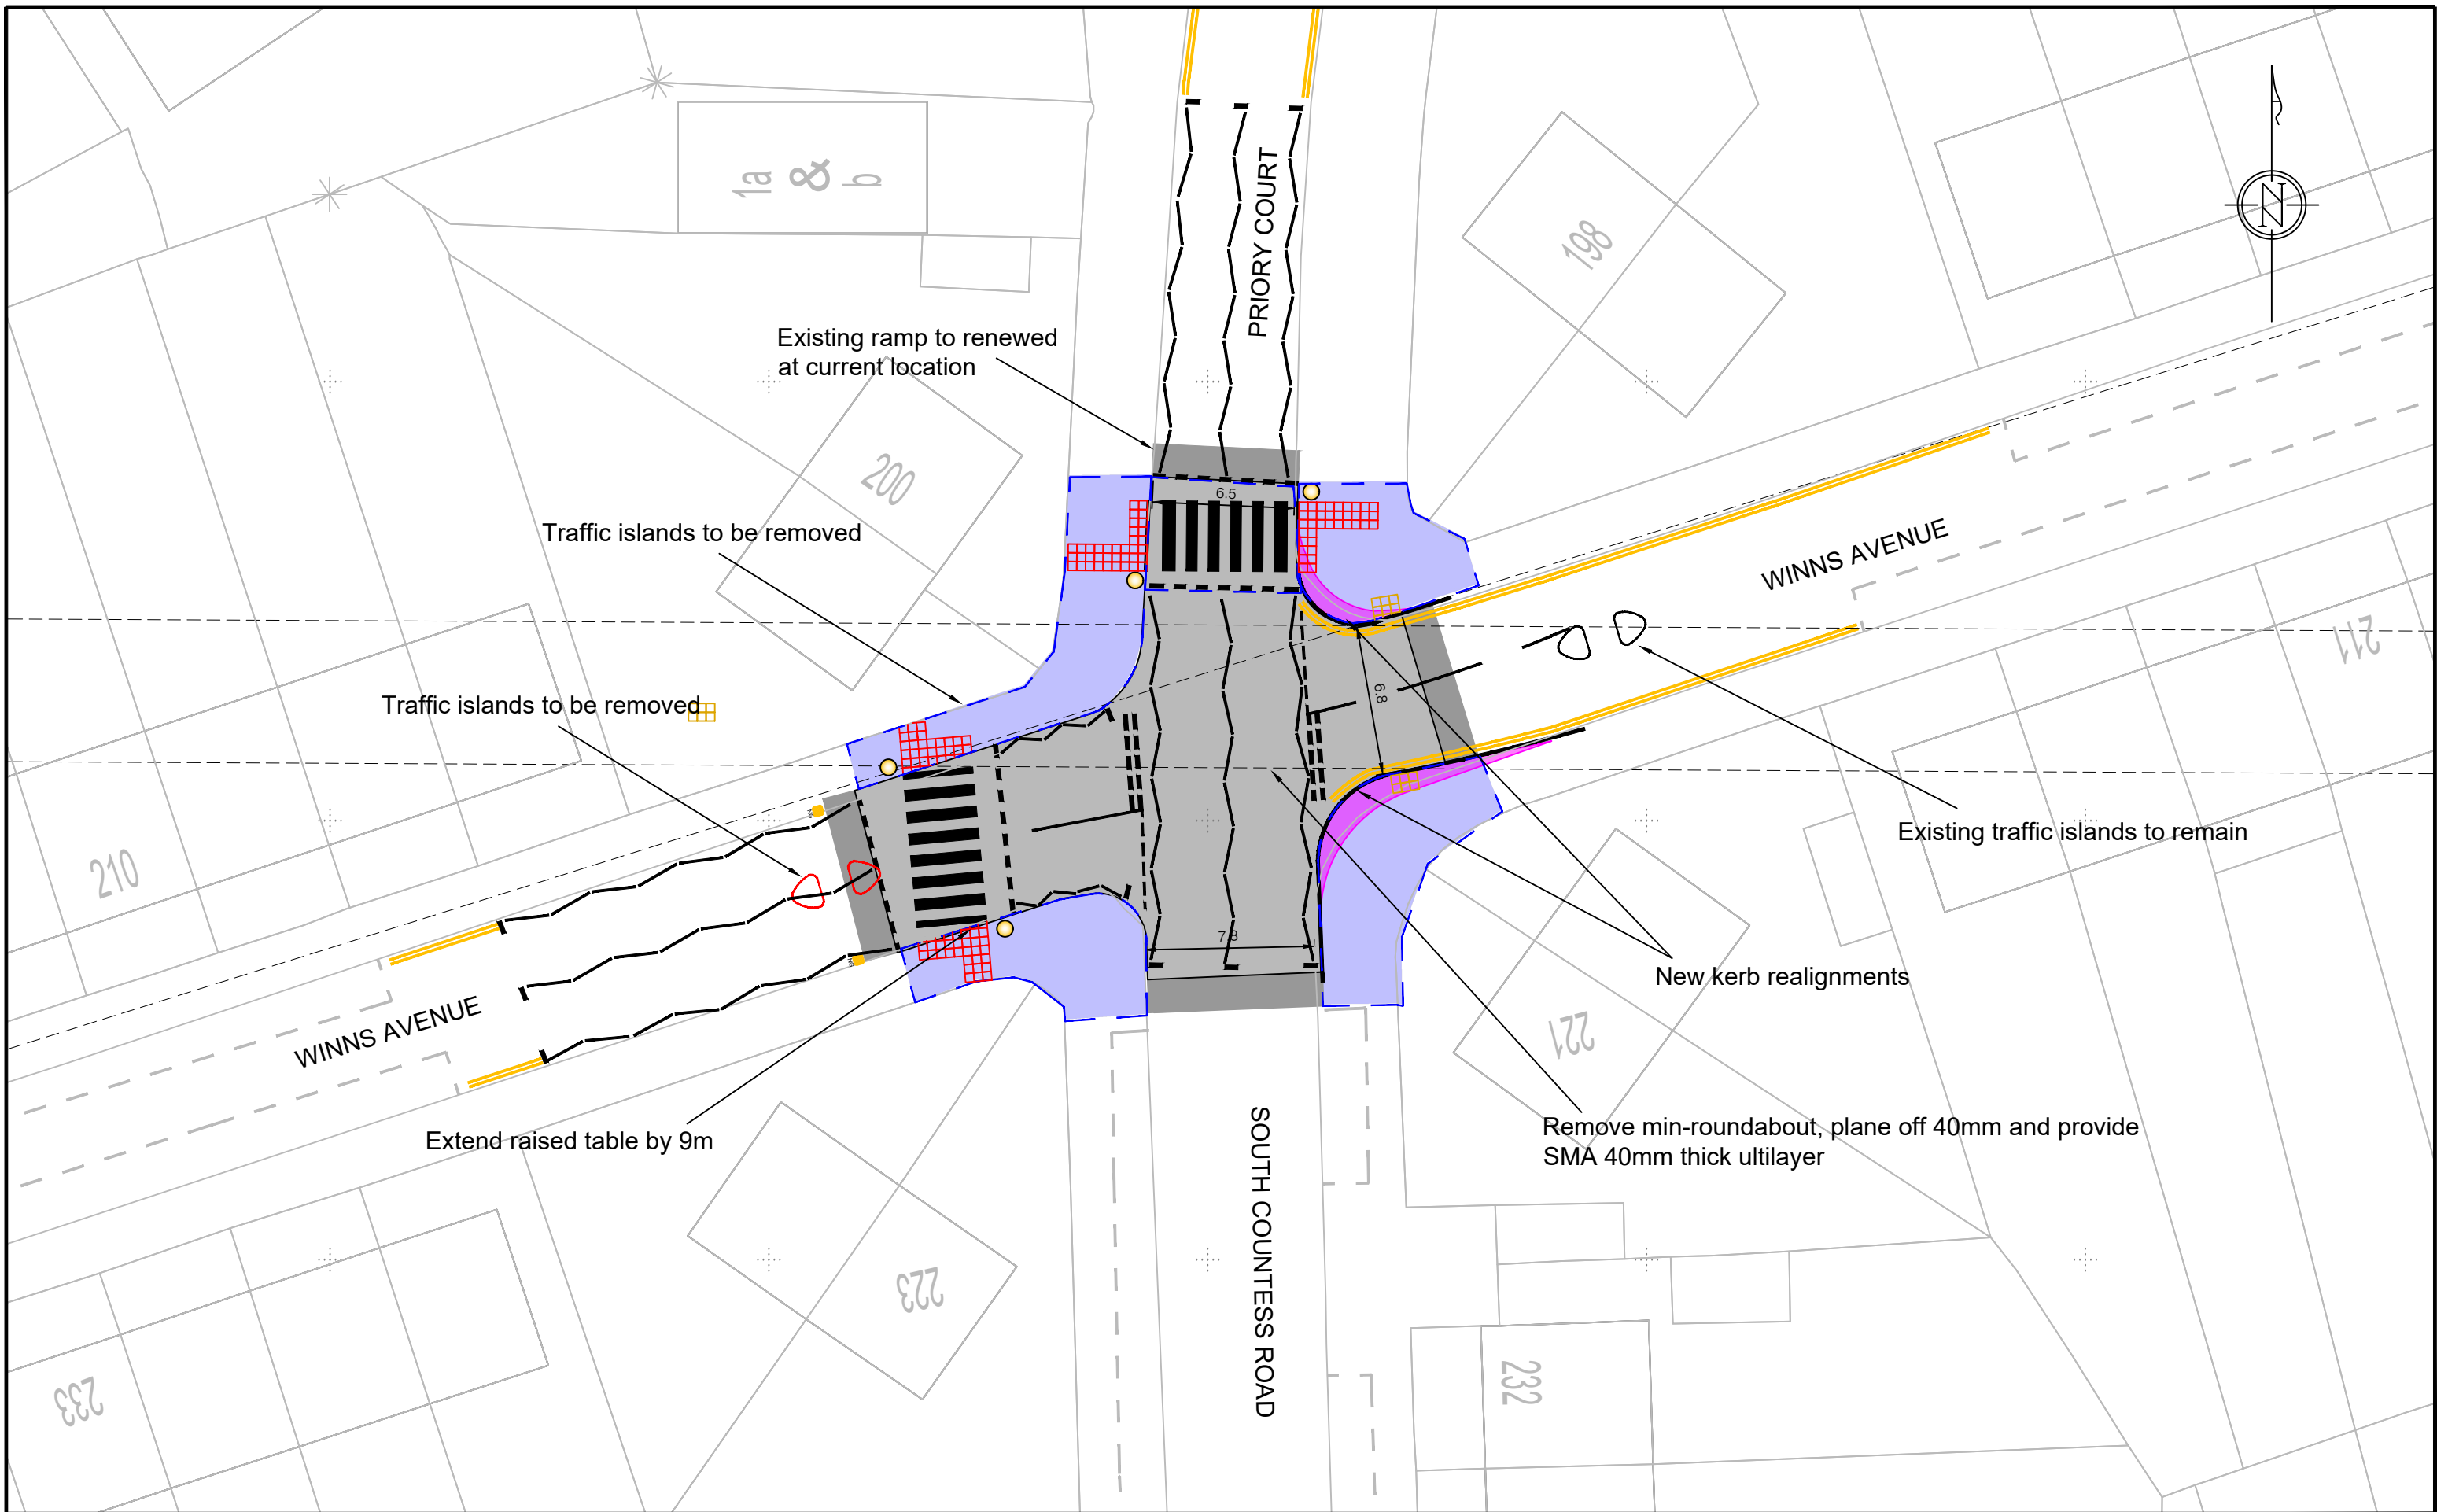 1a & b
PRIORY COURT
198
N
Existing ramp to renewed
at current location
200
6.5
Traffic islands to be removed
WINNS AVENUE
211
6.8
Traffic islands to be removed
Existing traffic islands to remain
210
7.8
New kerb realignments
WINNS AVENUE
221
Extend raised table by 9m
Remove min-roundabout, plane off 40mm and provide
SMA 40mm thick ultilayer
SOUTH COUNTESS ROAD
223
232
233